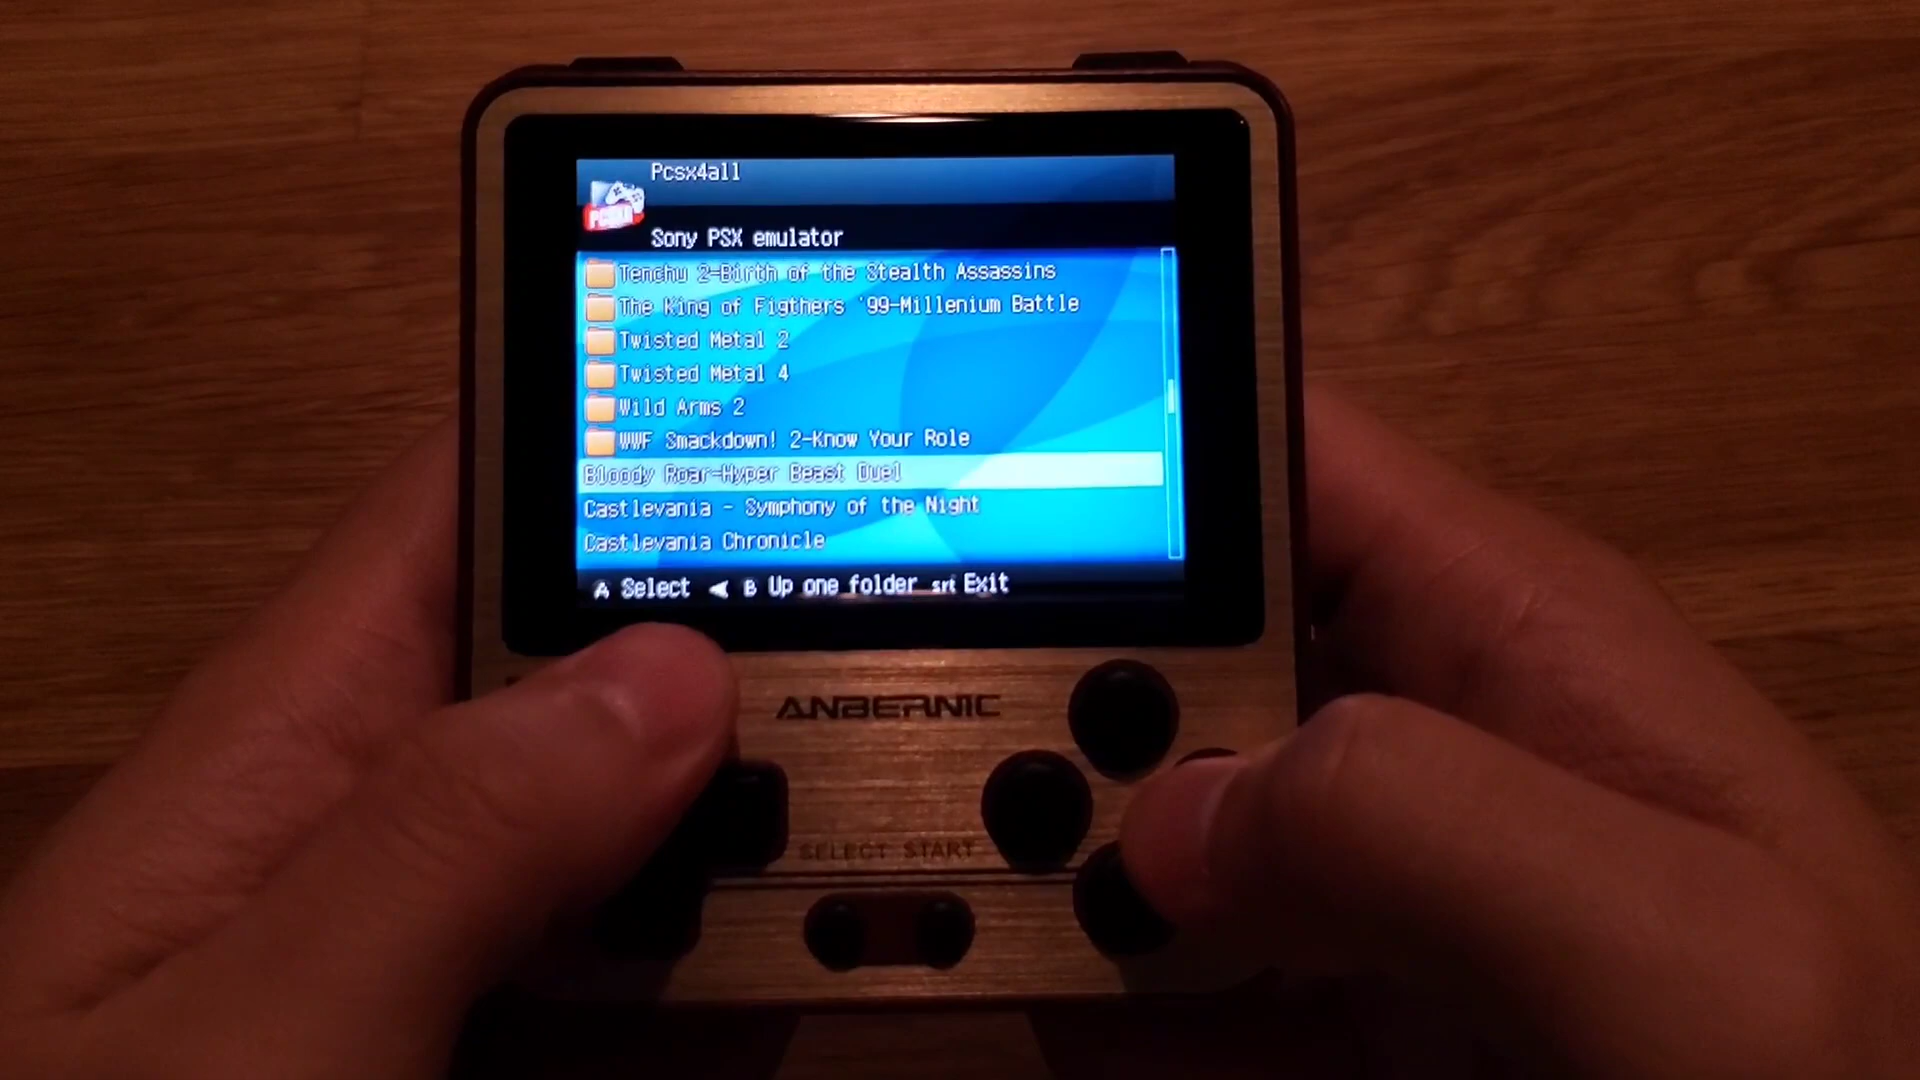 Pcsx4all
PCSX4
Sony PSX emulator
Tenchu 2-Birth of the Stealth Assassins
The King of Figthers '99-Millenium Battle
Twisted Metal 2
Twisted Metal 4
Wild Arms 2
WWF Smackdown! 2-Know Your Role
Bloody Roar-Hyper Beast Duel
Castlevania - Symphony of the Night
Castlevania Chronicle
A Select ◀ B Up one folder srt Exit
ANBERNIC
SELECT START